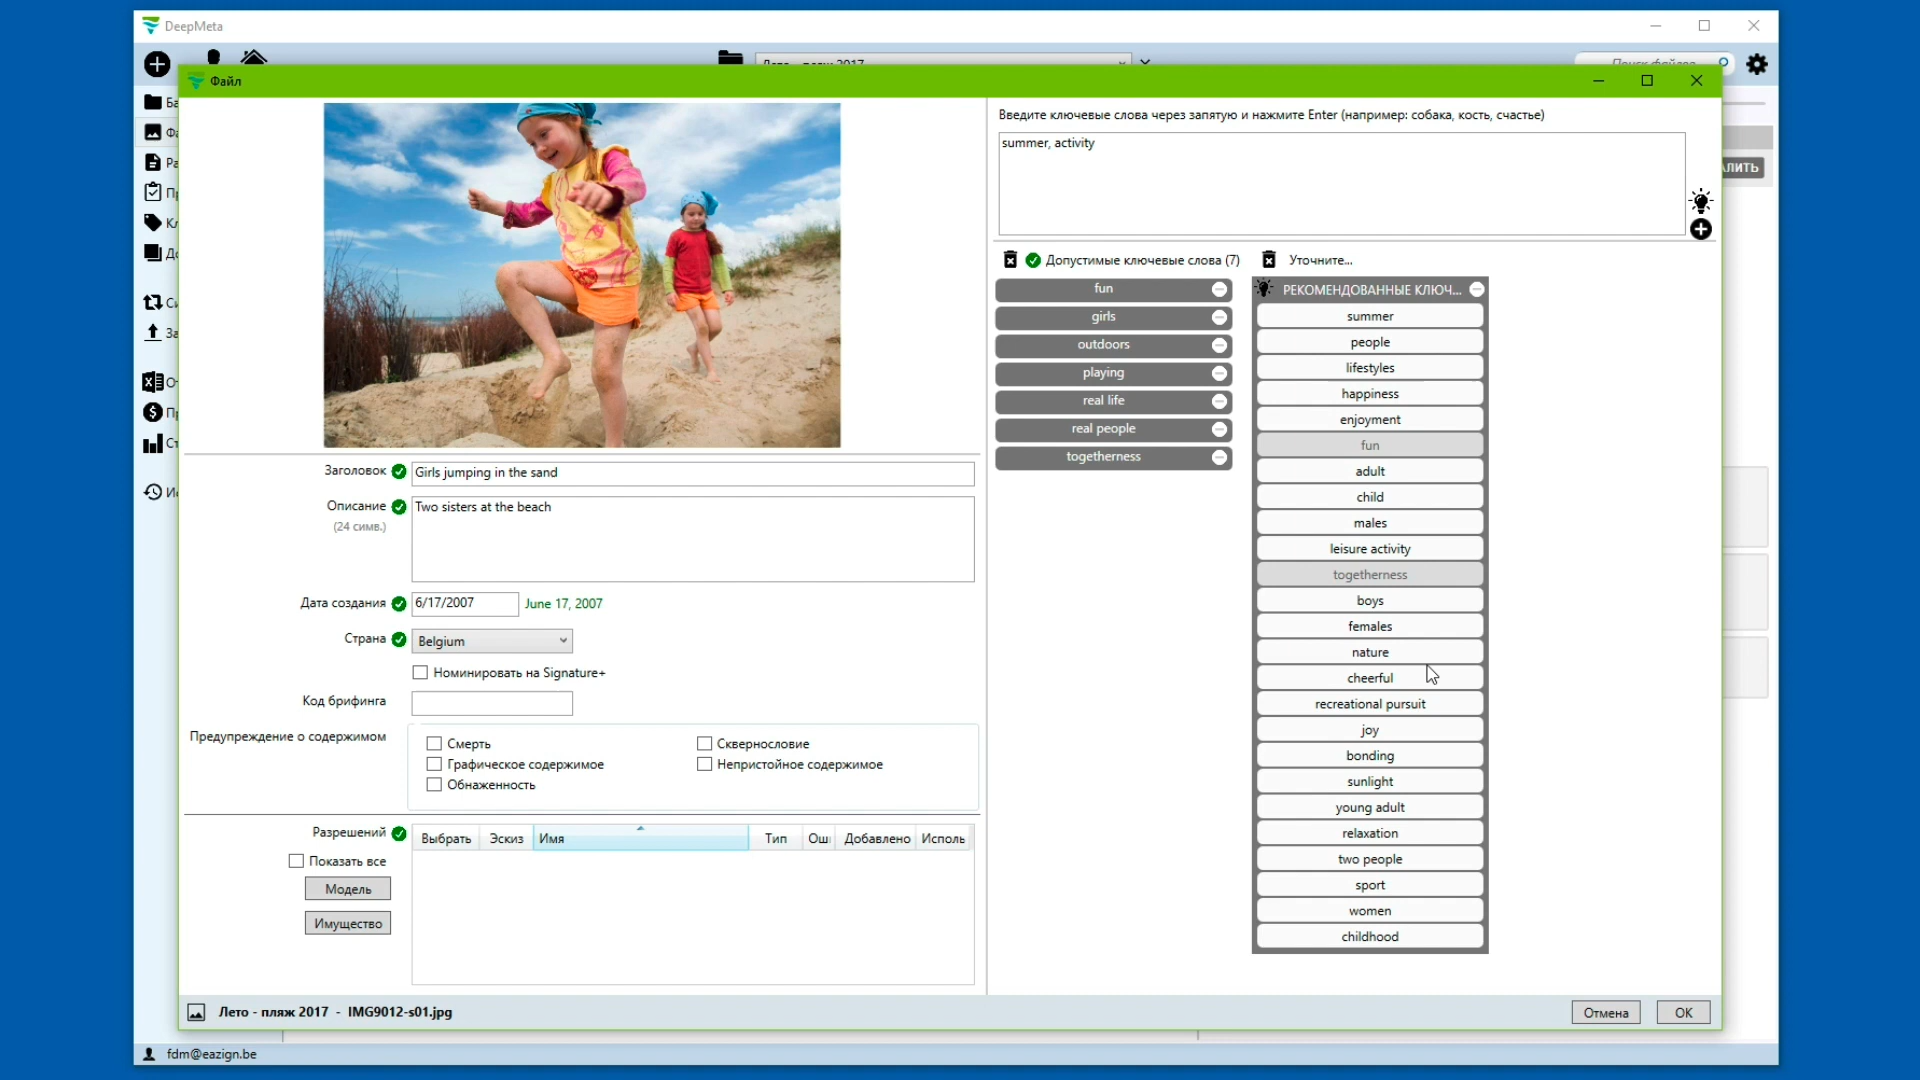 DeepMeta
Файл
Введите ключевые слова через запятую и нажмите Enter (например: собака, кость, счастье)
summer, activity
Допустимые ключевые слова (7)
Уточните...
fun
girls
outdoors
playing
real life
real people
togetherness
РЕКОМЕНДОВАННЫЕ КЛЮЧ...
summer
people
lifestyles
happiness
enjoyment
fun
adult
child
males
leisure activity
togetherness
boys
females
nature
cheerful
recreational pursuit
joy
bonding
sunlight
young adult
relaxation
two people
sport
women
childhood
Заголовок
Girls jumping in the sand
Описание
(24 симв.)
Two sisters at the beach
Дата создания
6/17/2007
June 17, 2007
Страна
Belgium
Номинировать на Signature+
Код брифинга
Предупреждение о содержимом
Смерть
Сквернословие
Графическое содержимое
Непристойное содержимое
Обнаженность
Разрешений
Показать все
Модель
Имущество
Выбрать Эскиз Имя Тип Ош Добавлено Исполь
Лето - пляж 2017 - IMG9012-s01.jpg
Отмена
OK
fdm@eazign.be